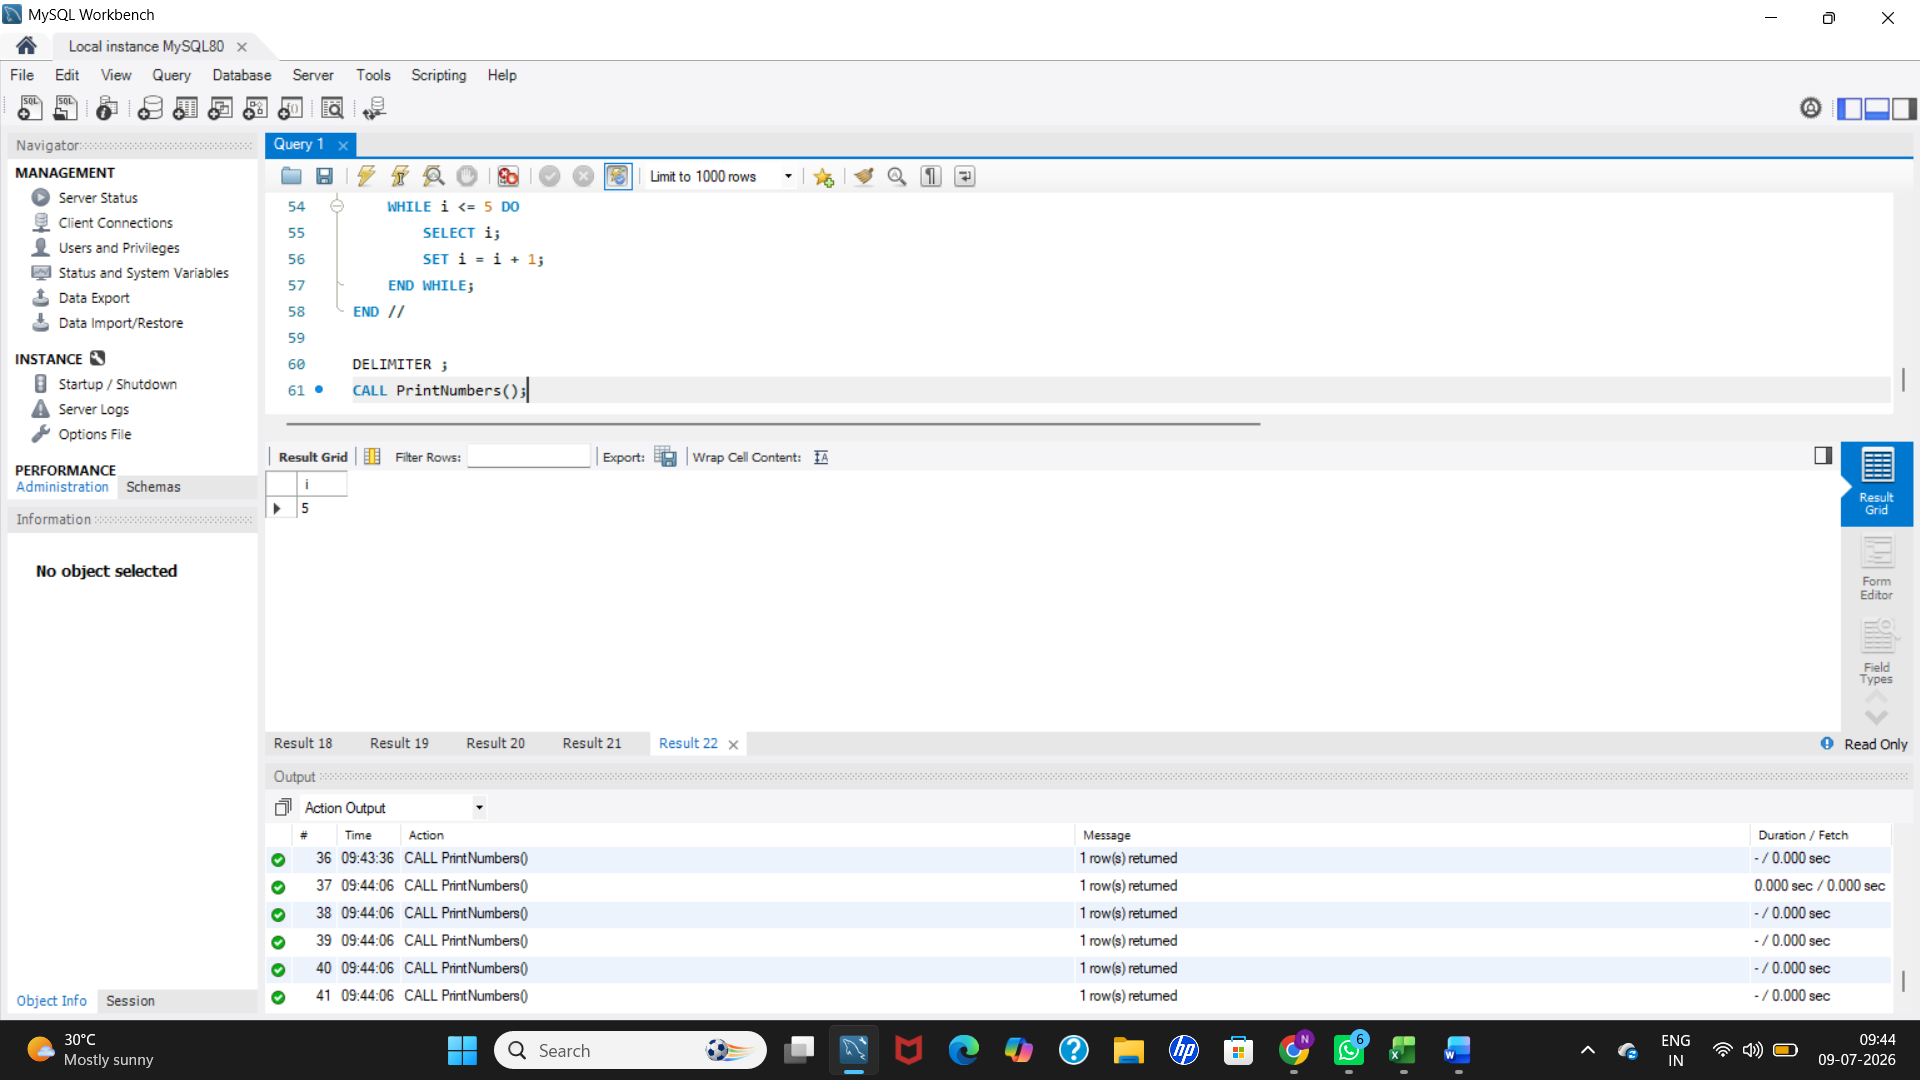 MySQL Workbench
Local instance MySQL80
File Edit View Query Database Server Tools Scripting Help
Navigator
MANAGEMENT
Server Status
Client Connections
Users and Privileges
Status and System Variables
Data Export
Data Import/Restore
INSTANCE
Startup / Shutdown
Server Logs
Options File
PERFORMANCE
Administration Schemas
Information
No object selected
Object Info Session
Query 1
Limit to 1000 rows
54 WHILE i <= 5 DO
55 SELECT i;
56 SET i = i + 1;
57 END WHILE;
58 END //
59
60 DELIMITER ;
61 CALL PrintNumbers();
Result Grid Filter Rows: Export: Wrap Cell Content:
i
5
Result
Grid
Form
Editor
Field
Types
Result 18 Result 19 Result 20 Result 21 Result 22 Read Only
Output
Action Output
# Time Action Message Duration / Fetch
36 09:43:36 CALL PrintNumbers() 1 row(s) returned - / 0.000 sec
37 09:44:06 CALL PrintNumbers() 1 row(s) returned 0.000 sec / 0.000 sec
38 09:44:06 CALL PrintNumbers() 1 row(s) returned - / 0.000 sec
39 09:44:06 CALL PrintNumbers() 1 row(s) returned - / 0.000 sec
40 09:44:06 CALL PrintNumbers() 1 row(s) returned - / 0.000 sec
41 09:44:06 CALL PrintNumbers() 1 row(s) returned - / 0.000 sec
30°C
Mostly sunny
Search
hp
N
6
ENG
IN
09:44
09-07-2026